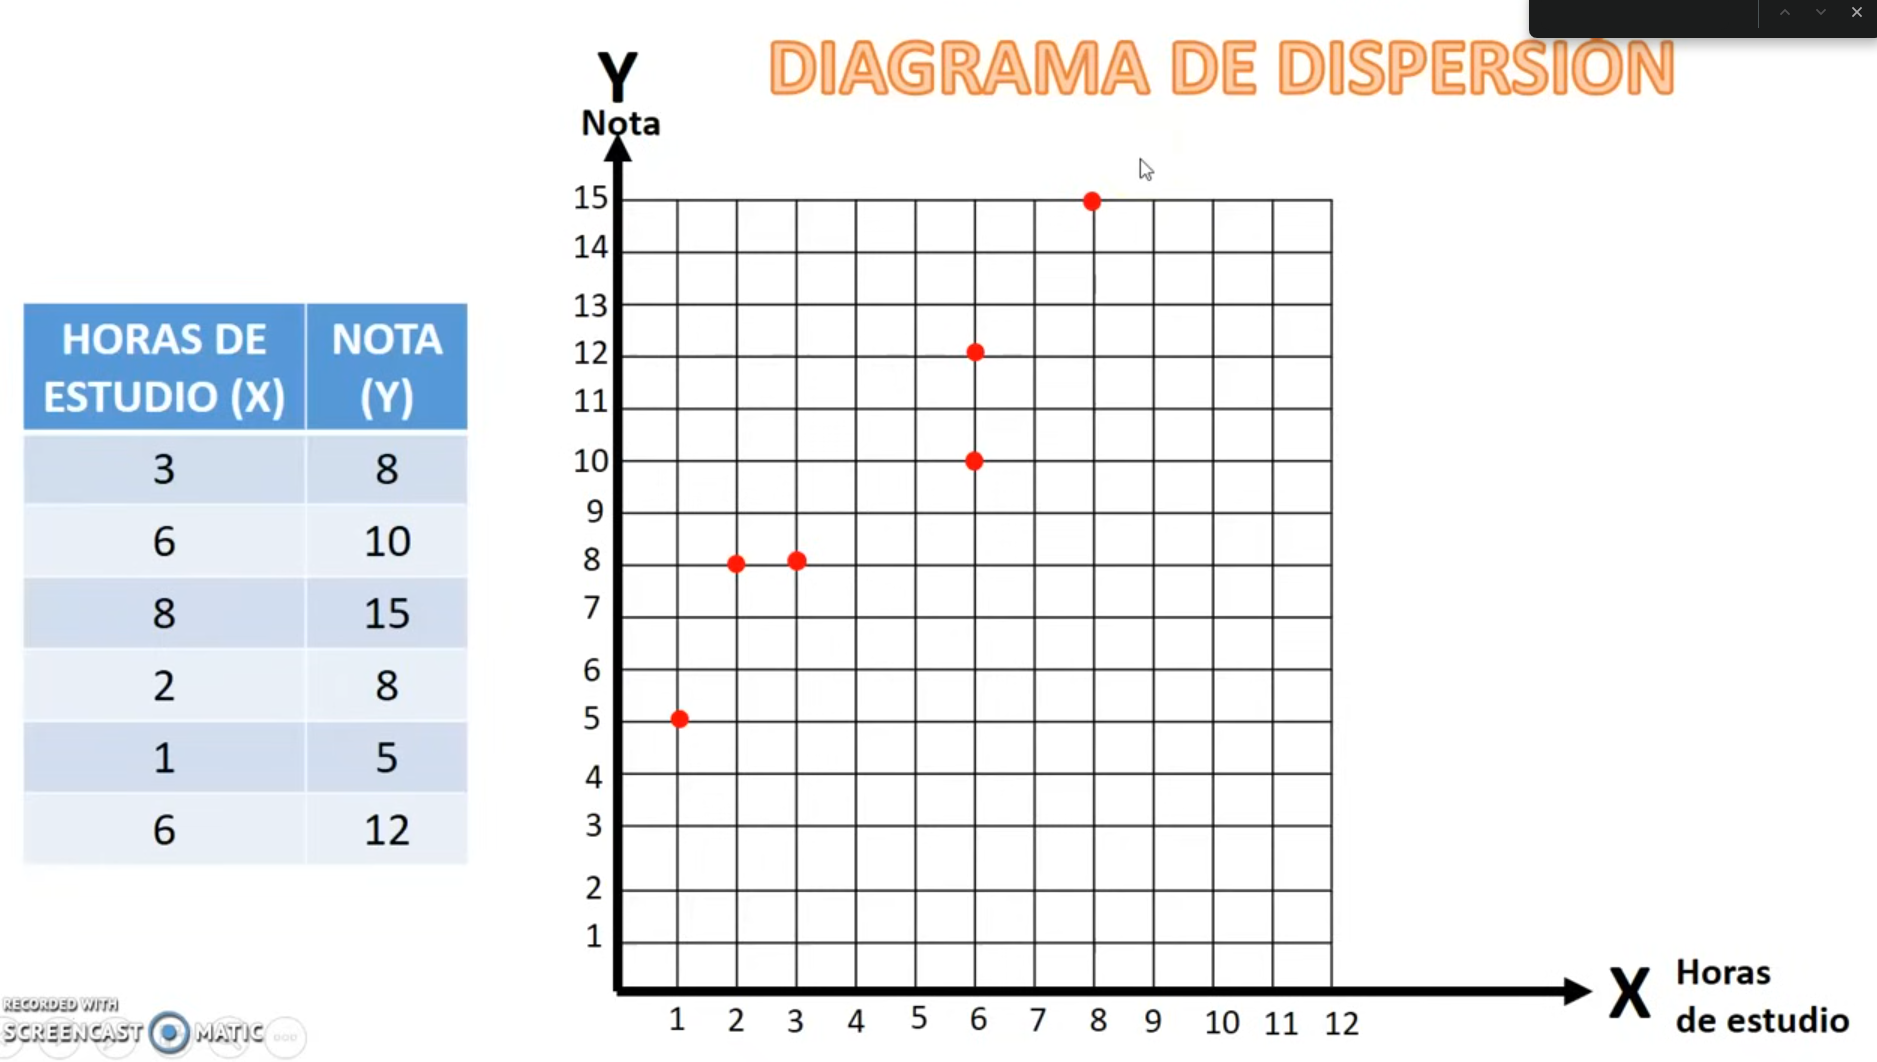 DIAGRAMA DE DISPERSIÓN
Y
Nota
15
14
13
12
11
10
9
8
7
6
5
4
3
2
1
1 2 3 4 5 6 7 8 9 10 11 12
X
Horas
de estudio
HORAS DE ESTUDIO (X) NOTA (Y)
3 8
6 10
8 15
2 8
1 5
6 12
RECORDED WITH
SCREENCAST MATIC